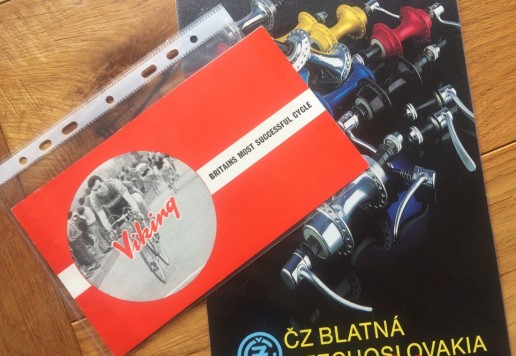 BRITAINS MOST SUCCESSFUL CYCLE
Viking
ČZ BLATNÁ